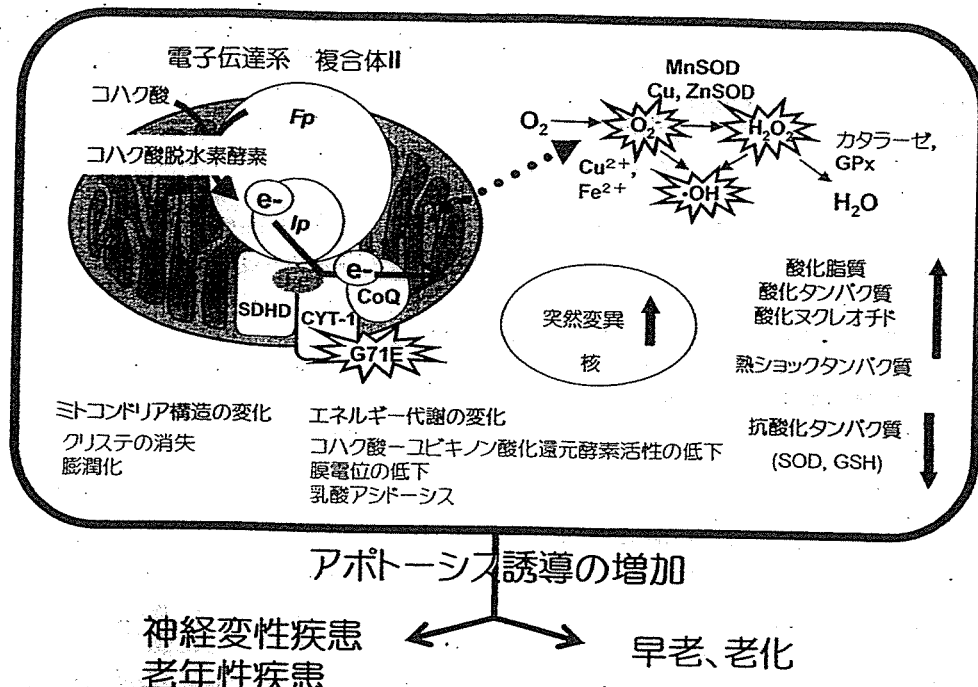 電子伝達系 複合体II
コハク酸
Fp
コハク酸脱水素酵素
e-
Ip
e-
CoQ
SDHD
CYT-1
G71E
MnSOD
Cu, ZnSOD
O₂
O₂⁻
H₂O₂
カタラーゼ,
GPx
Cu²⁺,
Fe²⁺
·OH
H₂O
突然変異
核
酸化脂質
酸化タンパク質
酸化ヌクレオチド
熱ショックタンパク質
抗酸化タンパク質
(SOD, GSH)
ミトコンドリア構造の変化
クリステの消失
膨潤化
エネルギー代謝の変化
コハク酸ーユビキノン酸化還元酵素活性の低下
膜電位の低下
乳酸アシドーシス
アポトーシス誘導の増加
神経変性疾患
老年性疾患
早老、老化